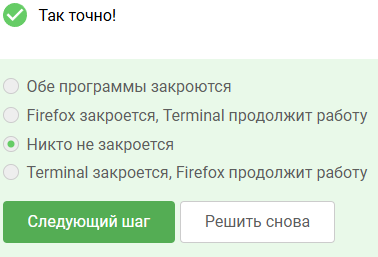 Так точно!
Обе программы закроются
Firefox закроется, Terminal продолжит работу
Никто не закроется
Terminal закроется, Firefox продолжит работу
Следующий шаг
Решить снова